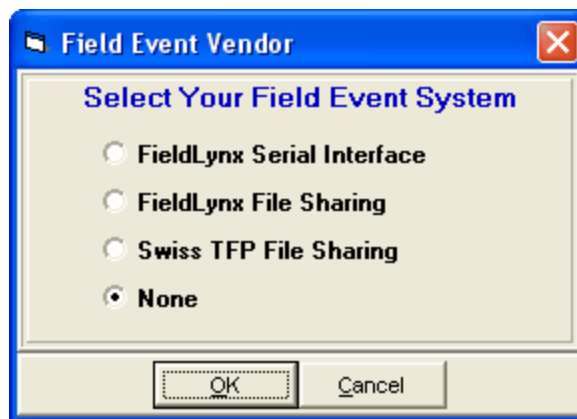 Field Event Vendor
Select Your Field Event System
FieldLynx Serial Interface
FieldLynx File Sharing
Swiss TFP File Sharing
None
OK Cancel